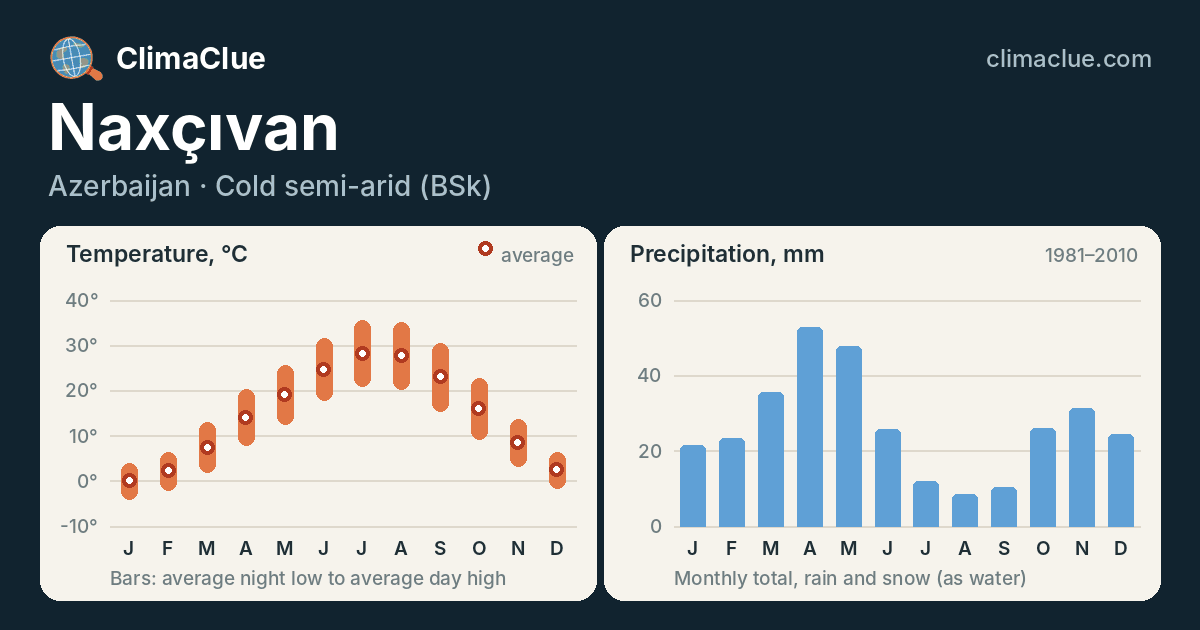 ClimaClue
climaclue.com
Naxçıvan
Azerbaijan · Cold semi-arid (BSk)
Temperature, °C
average
40°
30°
20°
10°
0°
-10°
J F M A M J J A S O N D
Bars: average night low to average day high
Precipitation, mm
1981–2010
60
40
20
0
J F M A M J J A S O N D
Monthly total, rain and snow (as water)